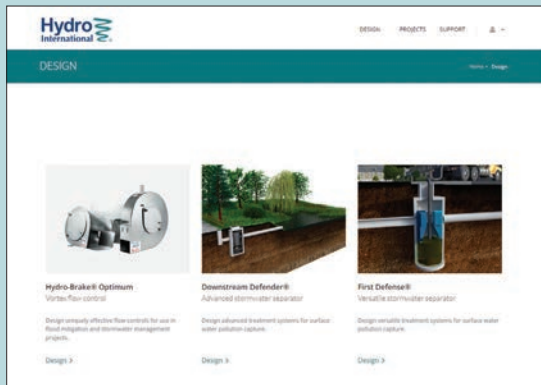 Hydro
International
DESIGN
PROJECTS
SUPPORT
DESIGN
Home
Design
Hydro-Brake® Optimum
Vortex flow control
Design uniquely effective flow controls for use in
flood mitigation and stormwater management
projects.
Design >
Downstream Defender®
Advanced stormwater separator
Design advanced treatment systems for surface
water pollution capture.
Design >
First Defense®
Versatile stormwater separator
Design versatile treatment systems for surface water
pollution capture.
Design >